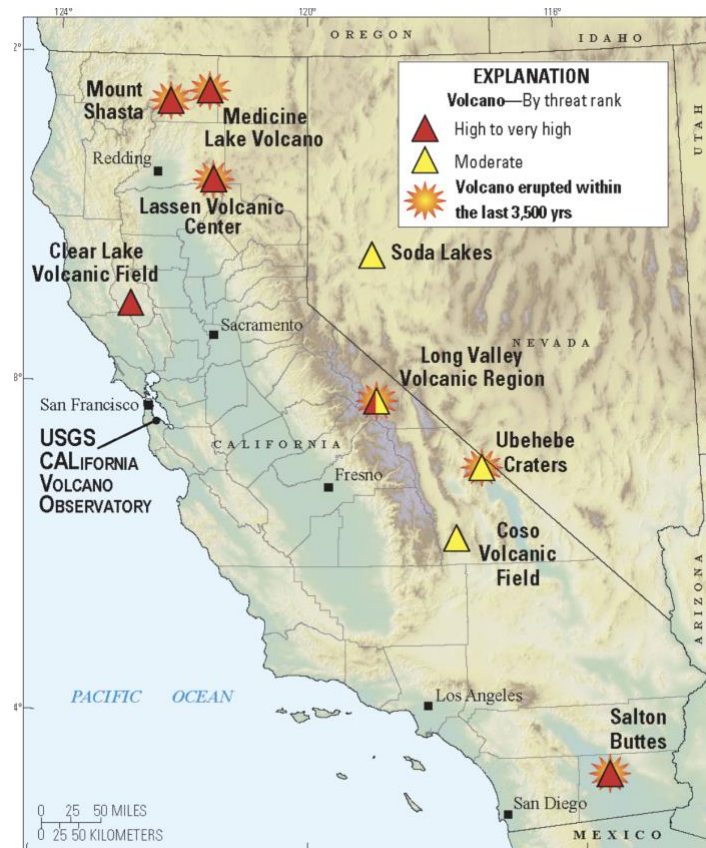 124°
120°
116°
2°
OREGON
IDAHO
EXPLANATION
Volcano—By threat rank
High to very high
Moderate
Volcano erupted within
the last 3,500 yrs
UTAH
Mount
Shasta
Medicine
Lake Volcano
Redding
Lassen Volcanic
Center
Clear Lake
Volcanic Field
Soda Lakes
Sacramento
NEVADA
Long Valley
Volcanic Region
8°
San Francisco
USGS
CALIFORNIA
VOLCANO
OBSERVATORY
CALIFORNIA
Fresno
Ubehebe
Craters
Coso
Volcanic
Field
ARIZONA
PACIFIC OCEAN
4°
Los Angeles
Salton
Buttes
San Diego
MEXICO
0 25 50 MILES
0 25 50 KILOMETERS